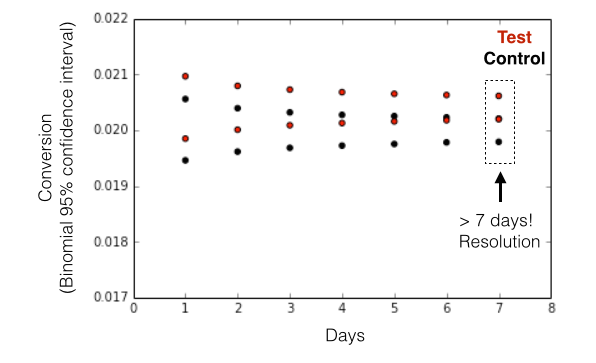 0.022
0.021
0.020
0.019
0.018
0.017
0
1
2
3
4
5
6
7
8
Days
Conversion
(Binomial 95% confidence interval)
Test
Control
> 7 days!
Resolution